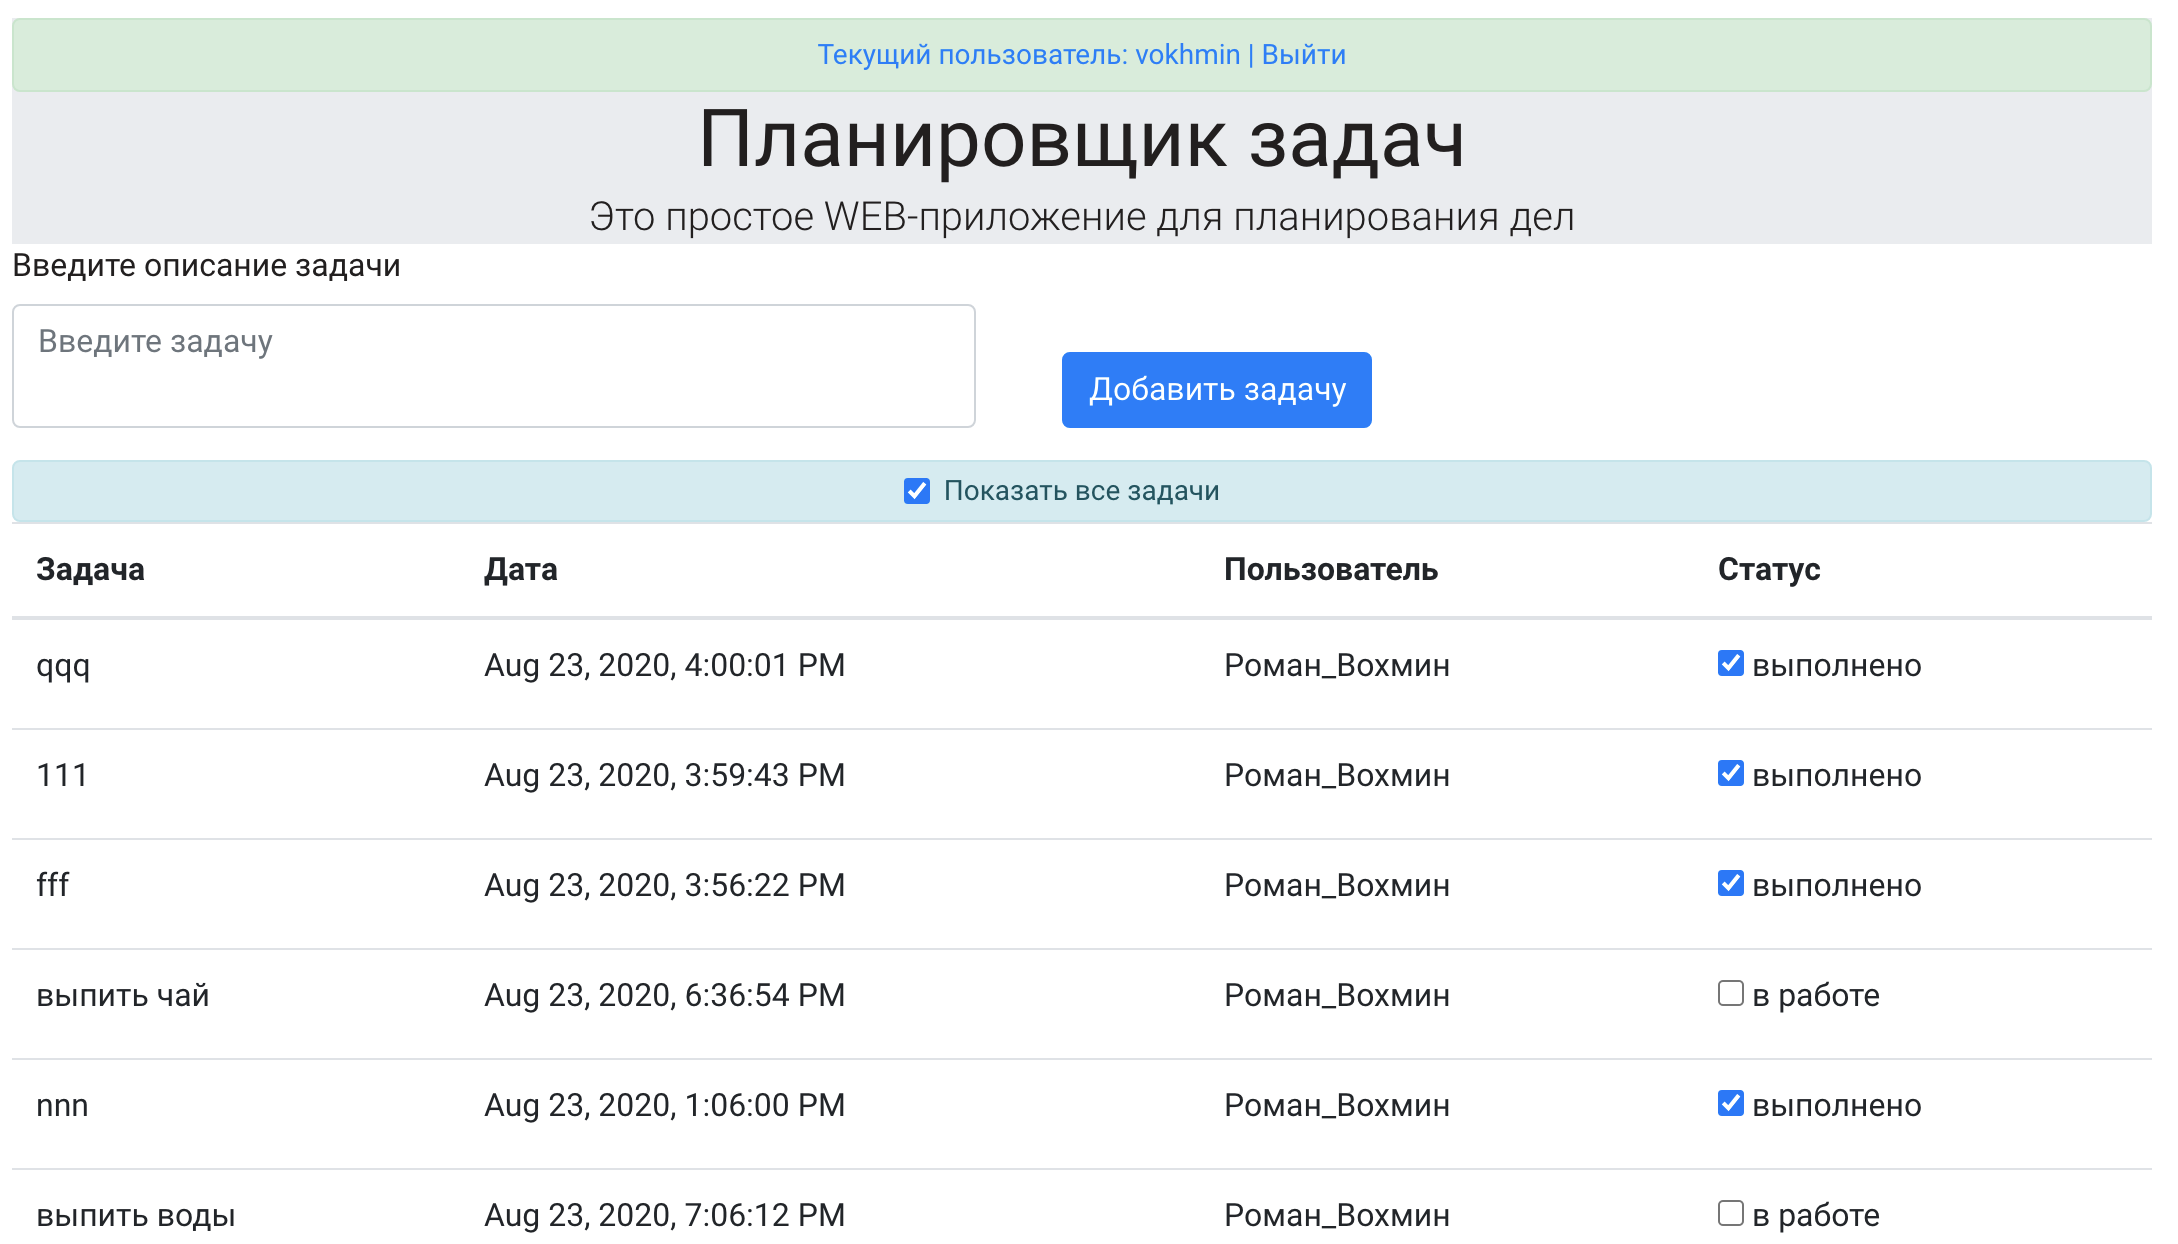 Текущий пользователь: vokhmin | Выйти
Планировщик задач
Это простое WEB-приложение для планирования дел
Введите описание задачи
Введите задачу
Добавить задачу
Показать все задачи
Задача Дата Пользователь Статус
qqq Aug 23, 2020, 4:00:01 PM Роман_Вохмин выполнено
111 Aug 23, 2020, 3:59:43 PM Роман_Вохмин выполнено
fff Aug 23, 2020, 3:56:22 PM Роман_Вохмин выполнено
выпить чай Aug 23, 2020, 6:36:54 PM Роман_Вохмин в работе
nnn Aug 23, 2020, 1:06:00 PM Роман_Вохмин выполнено
выпить воды Aug 23, 2020, 7:06:12 PM Роман_Вохмин в работе